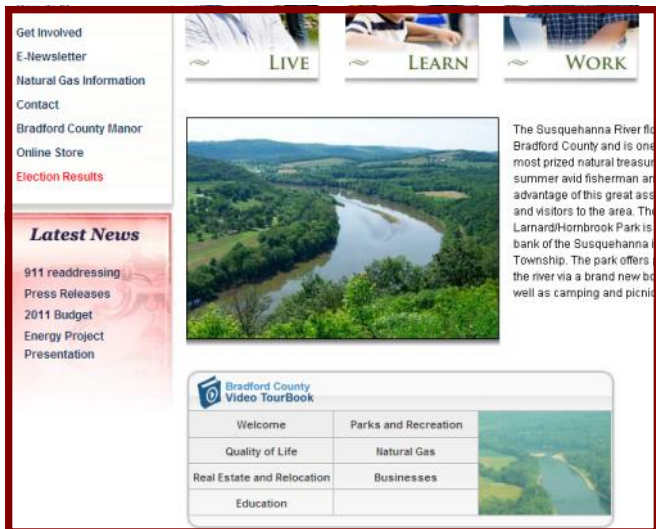 Get Involved
E-Newsletter
Natural Gas Information
Contact
Bradford County Manor
Online Store
Election Results
LIVE
LEARN
WORK
Latest News
911 readdressing
Press Releases
2011 Budget
Energy Project
Presentation
The Susquehanna River flo
Bradford County and is one
most prized natural treasur
summer avid fisherman an
advantage of this great ass
and visitors to the area. The
Larnard/Hornbrook Park is
bank of the Susquehanna i
Township. The park offers
the river via a brand new bo
well as camping and picnic
Bradford County
Video TourBook
Welcome
Parks and Recreation
Quality of Life
Natural Gas
Real Estate and Relocation
Businesses
Education